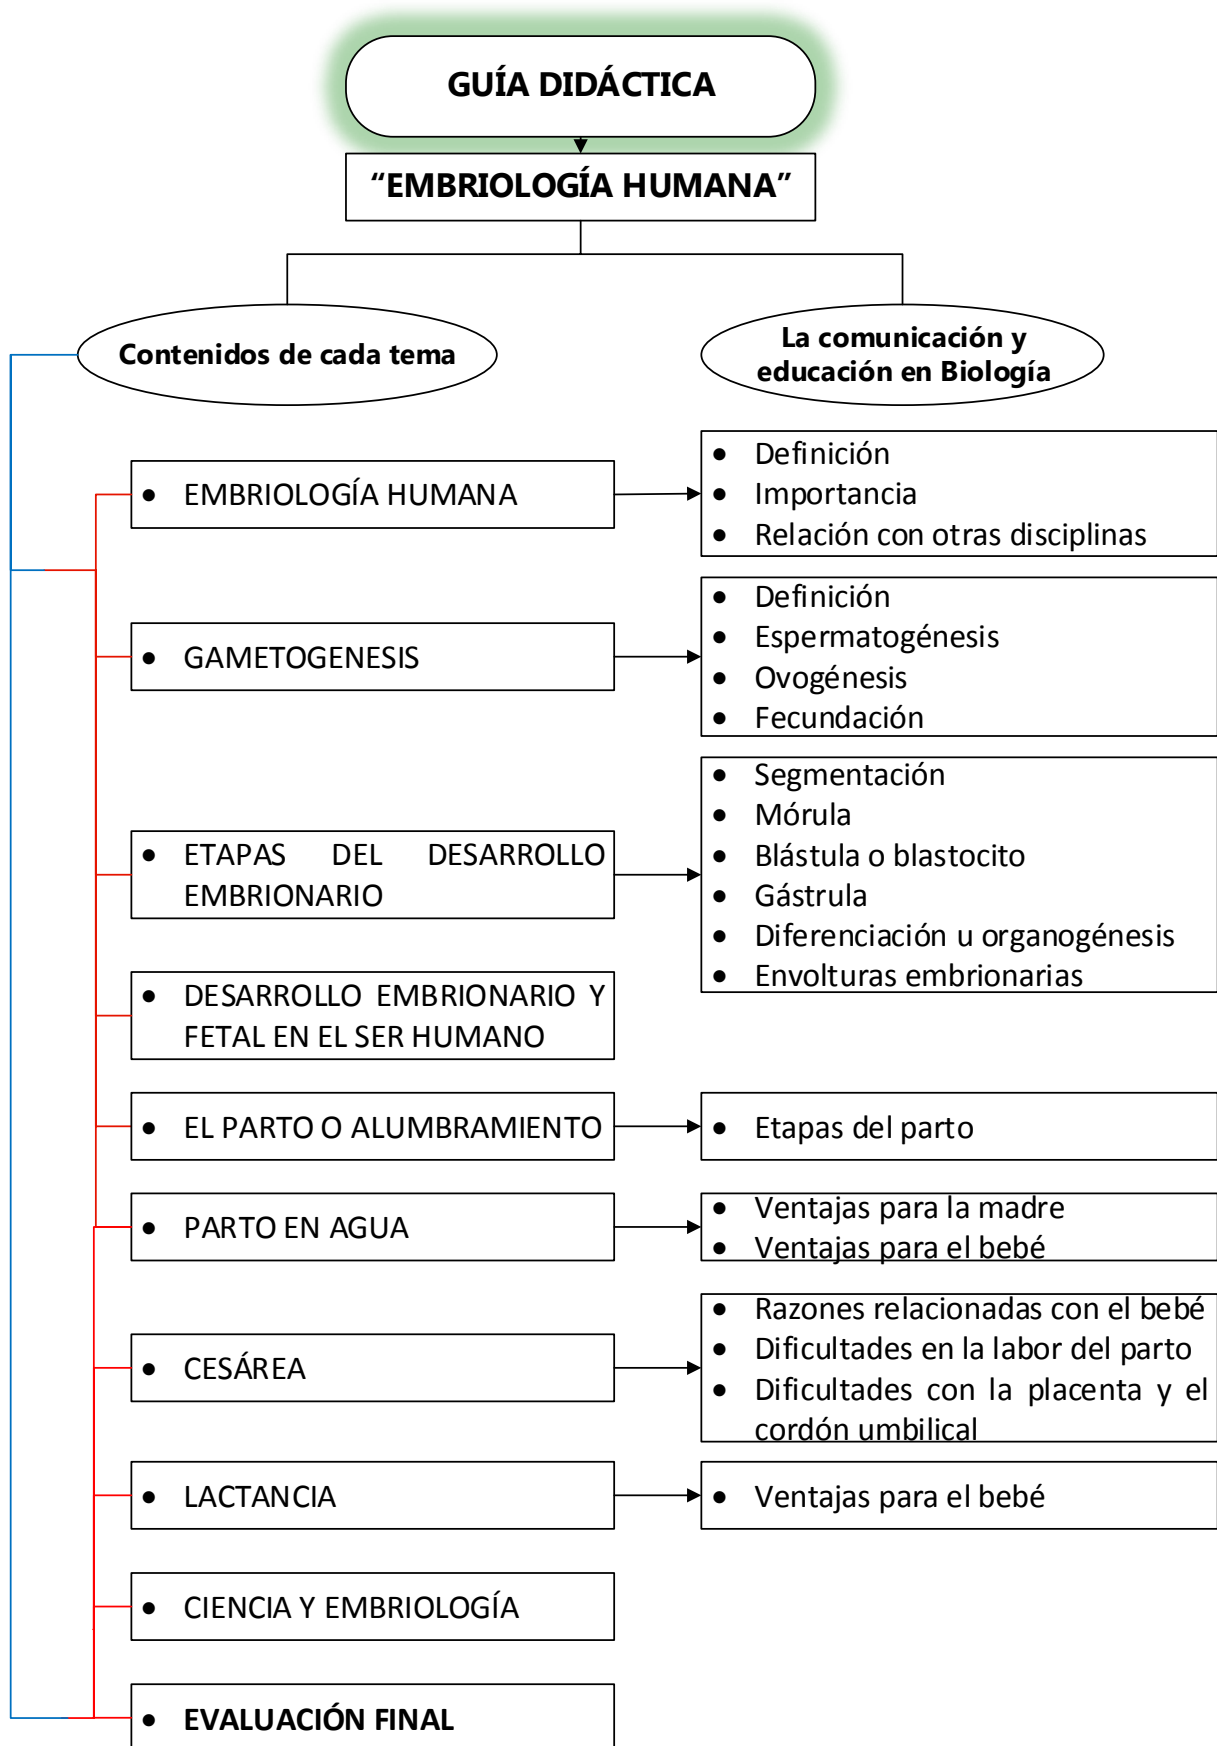 GUÍA DIDÁCTICA
“EMBRIOLOGÍA HUMANA”
Contenidos de cada tema
La comunicación y
educación en Biología
• EMBRIOLOGÍA HUMANA
• Definición
• Importancia
• Relación con otras disciplinas
• GAMETOGENESIS
• Definición
• Espermatogénesis
• Ovogénesis
• Fecundación
• ETAPAS DEL DESARROLLO
EMBRIONARIO
• Segmentación
• Mórula
• Blástula o blastocito
• Gástrula
• Diferenciación u organogénesis
• Envolturas embrionarias
• DESARROLLO EMBRIONARIO Y
FETAL EN EL SER HUMANO
• EL PARTO O ALUMBRAMIENTO
• Etapas del parto
• PARTO EN AGUA
• Ventajas para la madre
• Ventajas para el bebé
• CESÁREA
• Razones relacionadas con el bebé
• Dificultades en la labor del parto
• Dificultades con la placenta y el
cordón umbilical
• LACTANCIA
• Ventajas para el bebé
• CIENCIA Y EMBRIOLOGÍA
• EVALUACIÓN FINAL